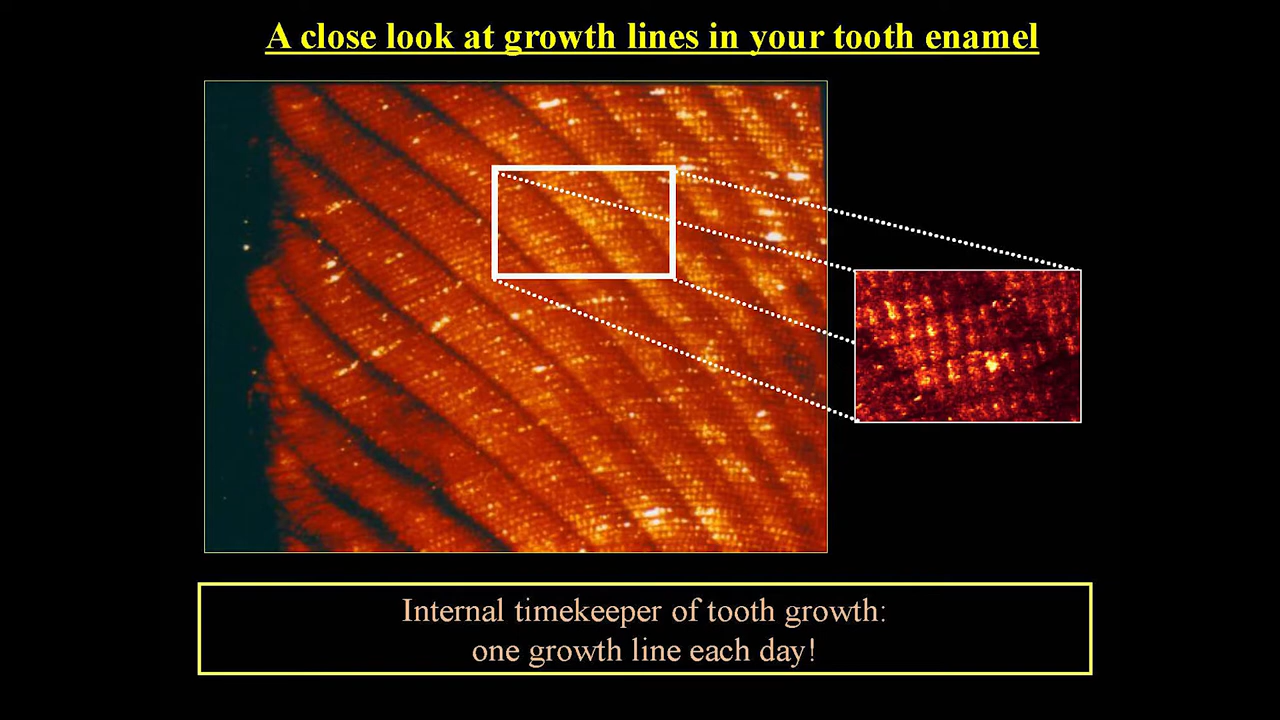 A close look at growth lines in your tooth enamel
Internal timekeeper of tooth growth:
one growth line each day!